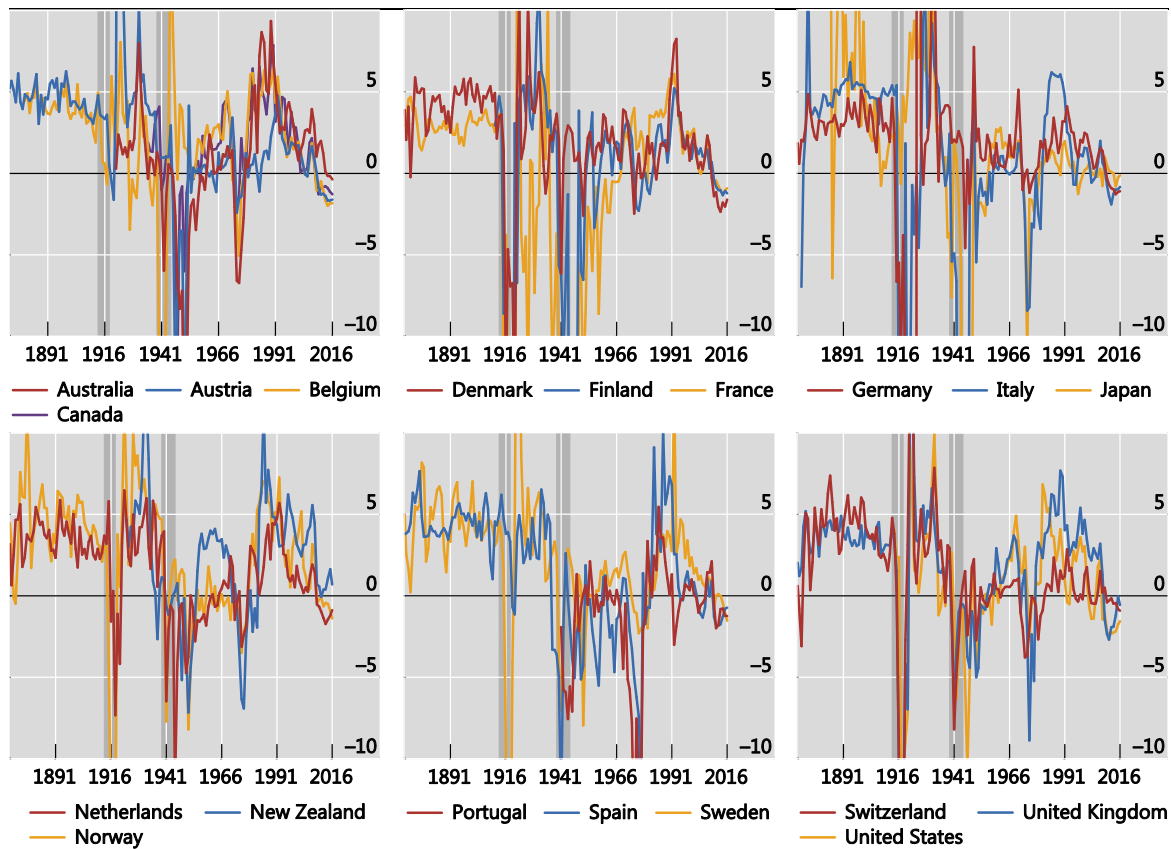 5 5 5
0 0 0
−5 −5 −5
−10 −10 −10
1891 1916 1941 1966 1991 2016 1891 1916 1941 1966 1991 2016 1891 1916 1941 1966 1991 2016
Australia Austria Belgium Denmark Finland France Germany Italy Japan
Canada
5 5 5
0 0 0
−5 −5 −5
−10 −10 −10
1891 1916 1941 1966 1991 2016 1891 1916 1941 1966 1991 2016 1891 1916 1941 1966 1991 2016
Netherlands New Zealand Portugal Spain Sweden Switzerland United Kingdom
Norway United States